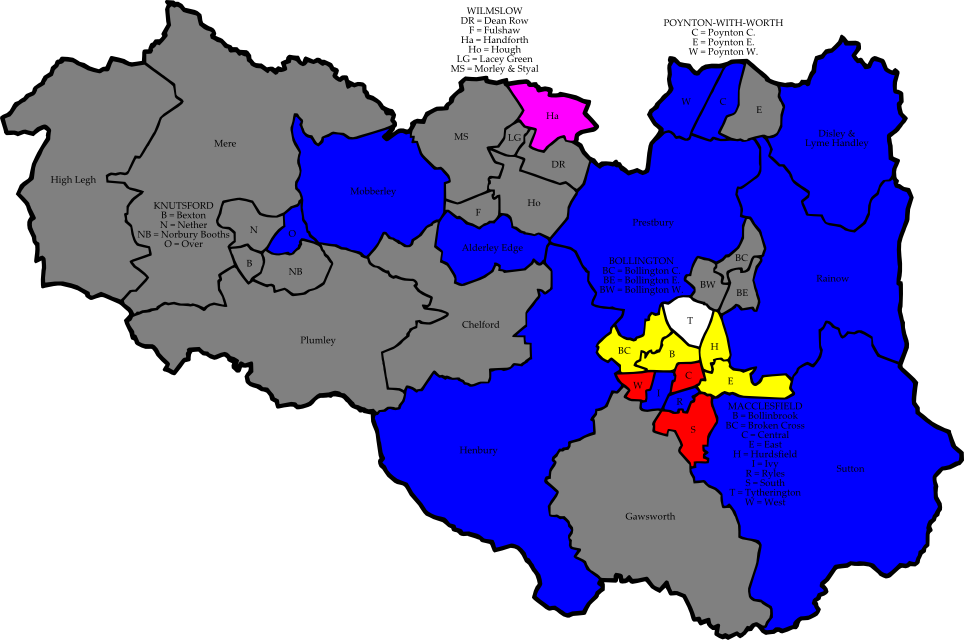 WILMSLOW
DR = Dean Row
F = Fulshaw
Ha = Handforth
Ho = Hough
LG = Lacey Green
MS = Morley & Styal
POYNTON-WITH-WORTH
C = Poynton C.
E = Poynton E.
W = Poynton W.
W
C
E
Ha
MS
LG
DR
Disley &
Lyme Handley
Mere
High Legh
Mobberley
Ho
F
KNUTSFORD
B = Bexton
N = Nether
NB = Norbury Booths
O = Over
N
O
B
NB
Prestbury
Alderley Edge
BOLLINGTON
BC = Bollington C.
BE = Bollington E.
BW = Bollington W.
BC
BW
BE
Rainow
Plumley
Chelford
T
BC
B
H
W
I
C
E
R
S
MACCLESFIELD
B = Bollinbrook
BC = Broken Cross
C = Central
E = East
H = Hurdsfield
I = Ivy
R = Ryles
S = South
T = Tytherington
W = West
Henbury
Sutton
Gawsworth